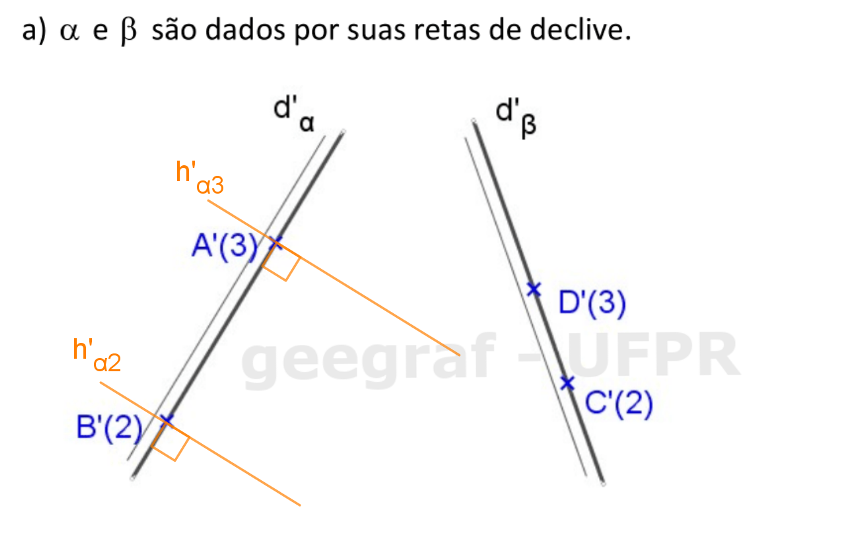 a) α e β são dados por suas retas de declive.
d'α
d'β
h'α3
A'(3)
D'(3)
h'α2
geegraf - UFPR
C'(2)
B'(2)